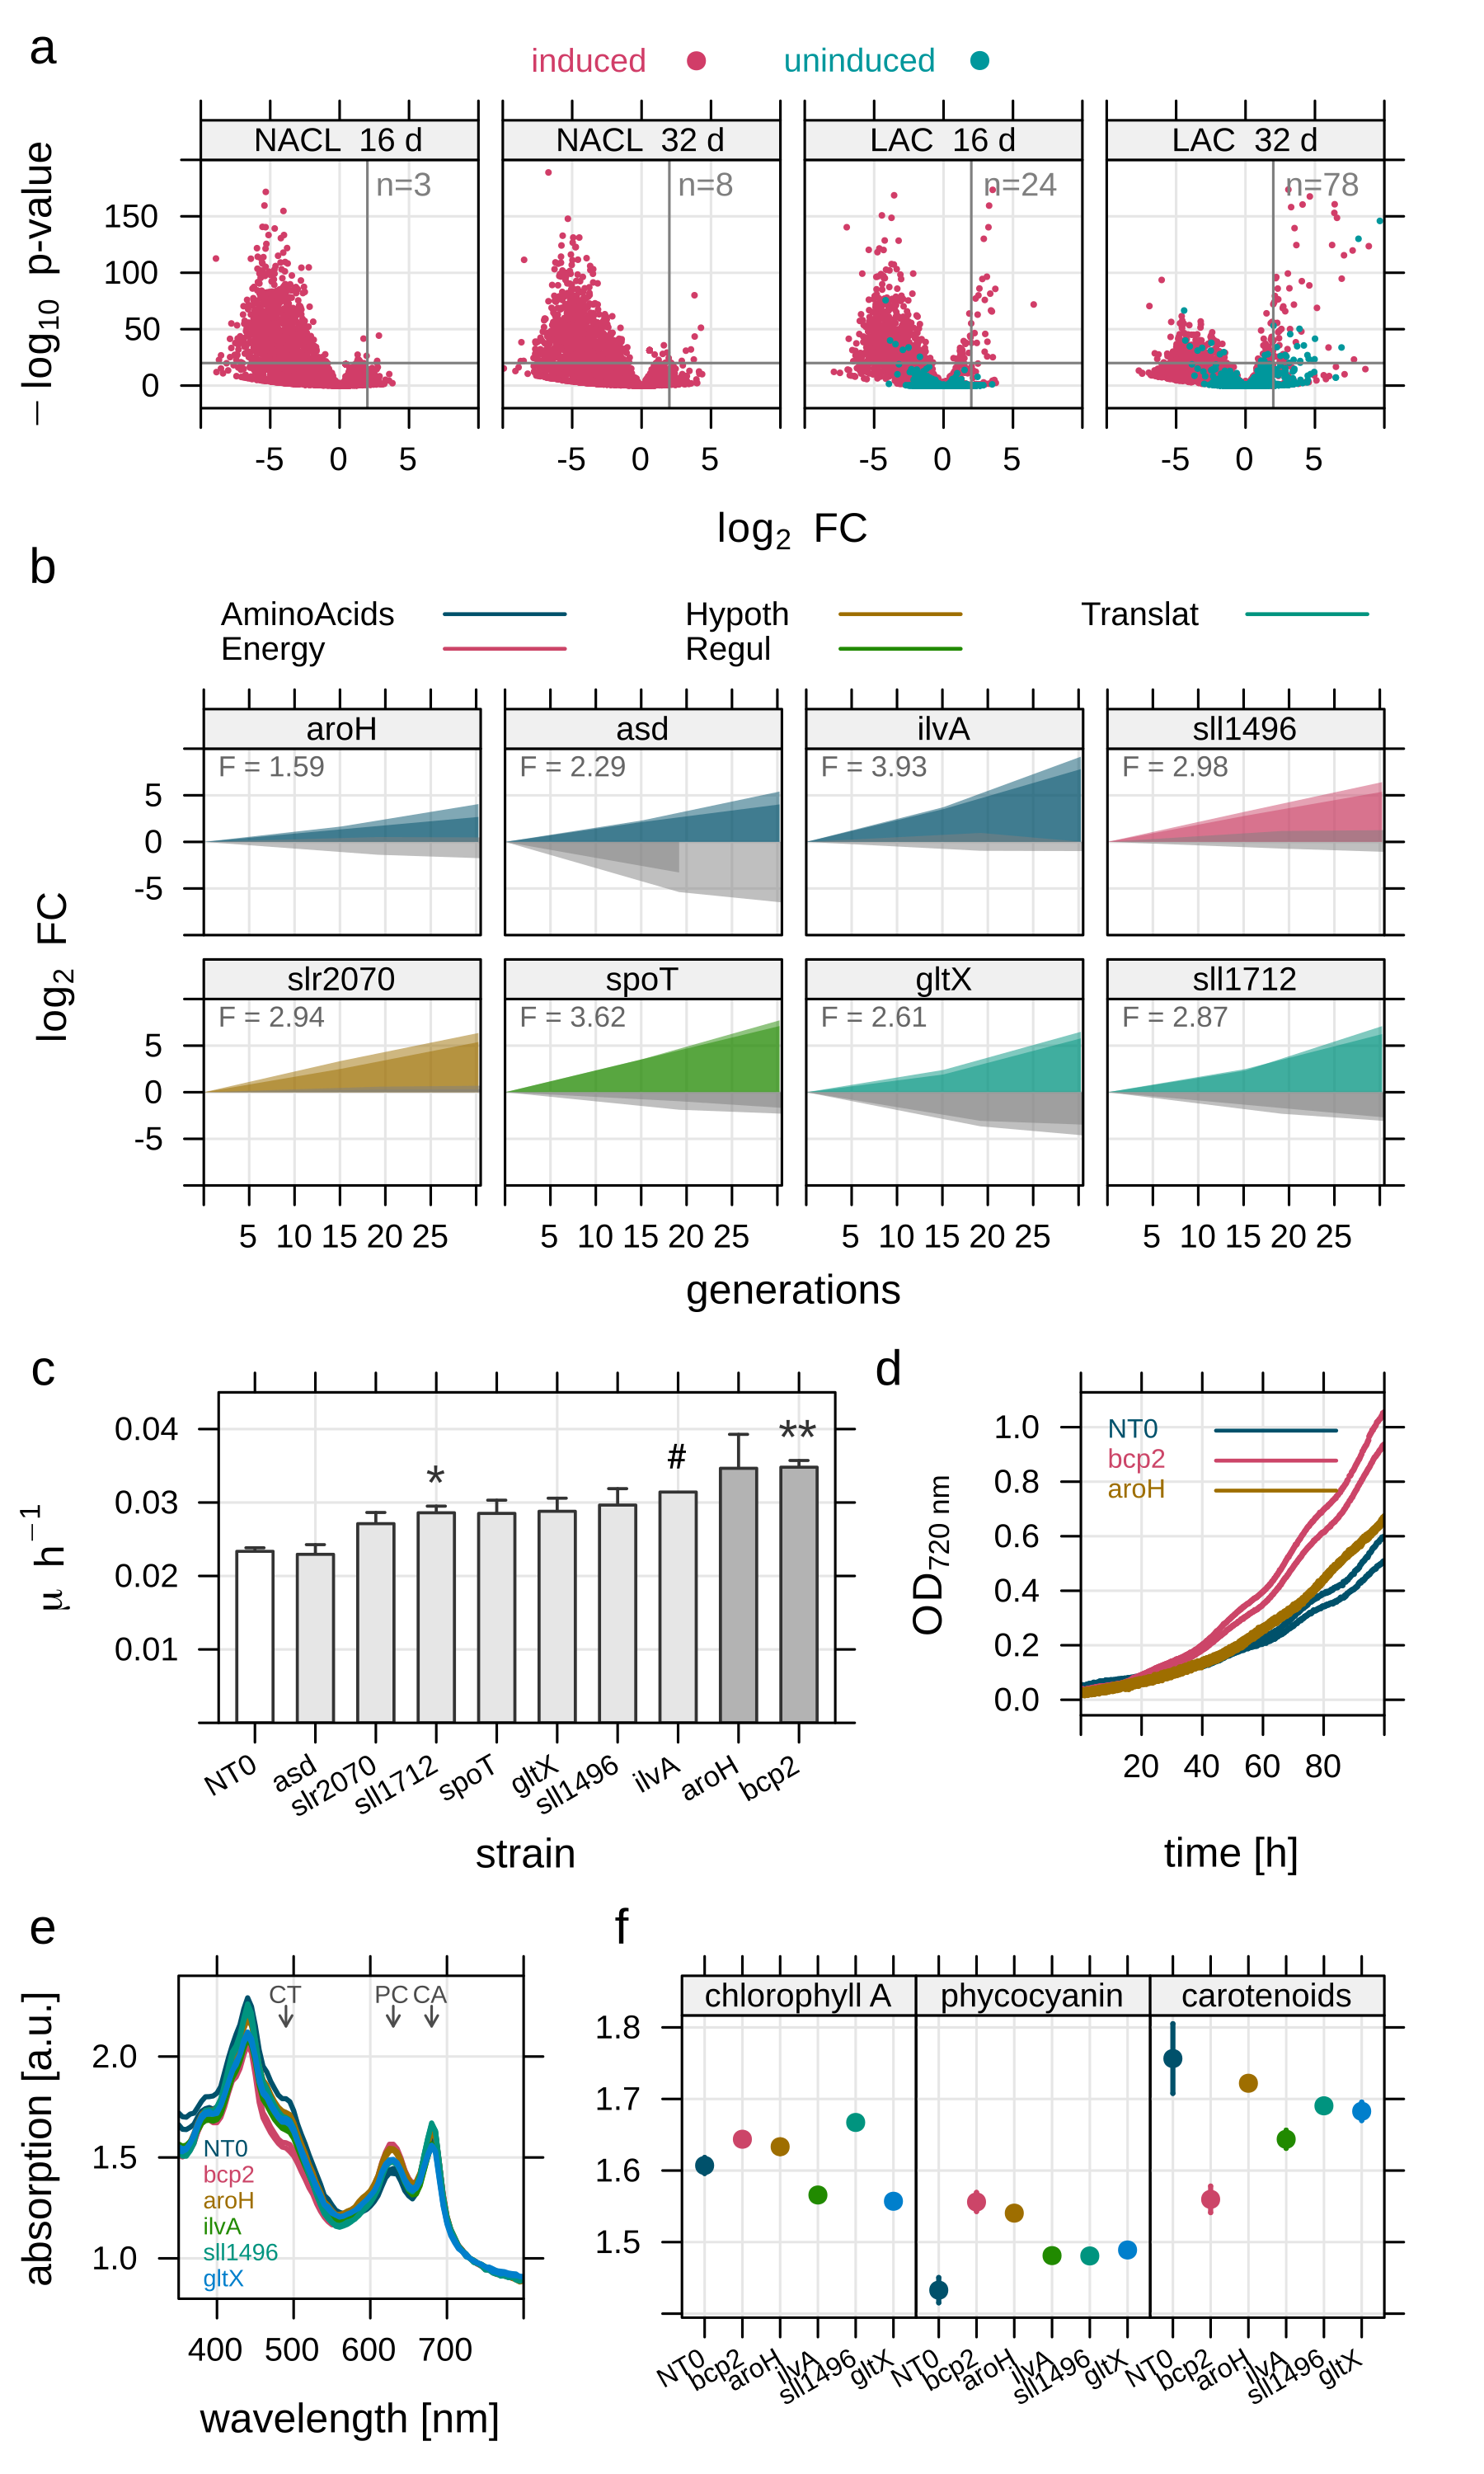 a
induced uninduced
NACL 16 d NACL 32 d LAC 16 d LAC 32 d
n=3 n=8 n=24 n=78
− log10 p-value
150
100
50
0
-5 0 5 -5 0 5 -5 0 5 -5 0 5
log2 FC
b
AminoAcids Hypoth Translat
Energy Regul
aroH asd ilvA sll1496
F = 1.59 F = 2.29 F = 3.93 F = 2.98
5
0
-5
log2 FC
slr2070 spoT gltX sll1712
F = 2.94 F = 3.62 F = 2.61 F = 2.87
5
0
-5
5 10 15 20 25 5 10 15 20 25 5 10 15 20 25 5 10 15 20 25
generations
c
μ h−1
0.04
0.03
0.02
0.01
* # **
NT0 asd slr2070 sll1712 spoT gltX sll1496 ilvA aroH bcp2
strain
d
OD720 nm
1.0
0.8
0.6
0.4
0.2
0.0
NT0
bcp2
aroH
20 40 60 80
time [h]
e
absorption [a.u.]
2.0
1.5
1.0
CT PC CA
NT0
bcp2
aroH
ilvA
sll1496
gltX
400 500 600 700
wavelength [nm]
f
chlorophyll A phycocyanin carotenoids
1.8
1.7
1.6
1.5
NT0 bcp2 aroH ilvA sll1496 gltX NT0 bcp2 aroH ilvA sll1496 gltX NT0 bcp2 aroH ilvA sll1496 gltX